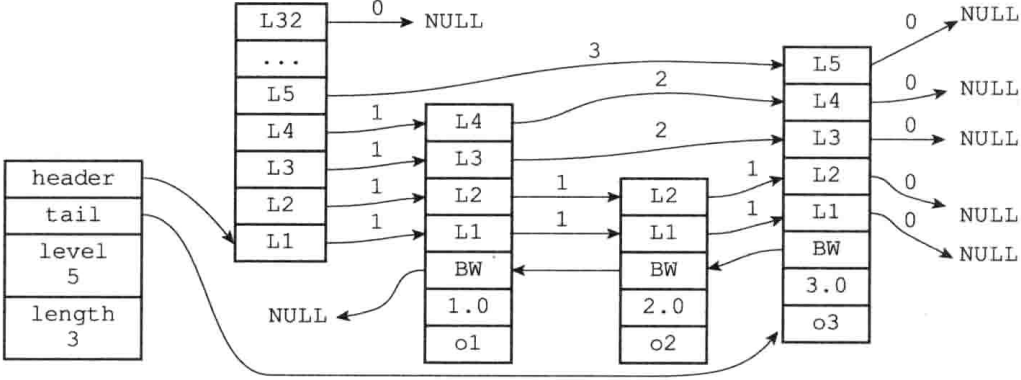 header
tail
level
5
length
3
L32
...
L5
L4
L3
L2
L1
0
NULL
3
1
1
1
1
L4
L3
L2
L1
BW
1.0
o1
NULL
2
2
1
1
L2
L1
BW
2.0
o2
1
1
L5
L4
L3
L2
L1
BW
3.0
o3
0
NULL
0
NULL
0
NULL
0
NULL
0
NULL